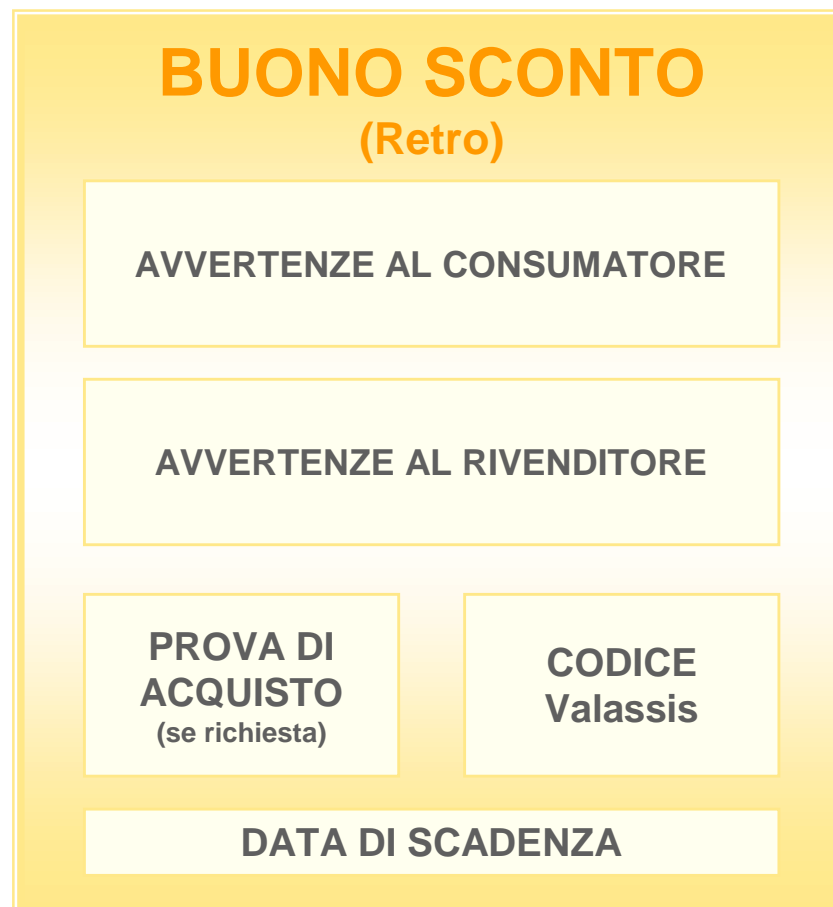 BUONO SCONTO
(Retro)
AVVERTENZE AL CONSUMATORE
AVVERTENZE AL RIVENDITORE
PROVA DI
ACQUISTO
(se richiesta)
CODICE
Valassis
DATA DI SCADENZA